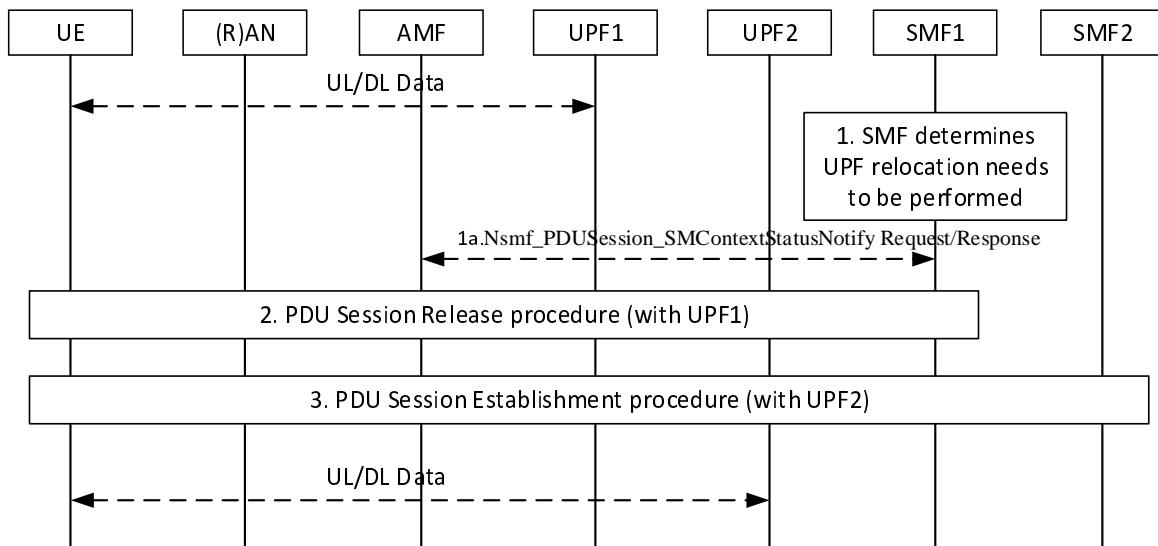 UE (R)AN AMF UPF1 UPF2 SMF1 SMF2
UL/DL Data
1. SMF determines
UPF relocation needs
to be performed
1a.Nsmf_PDUSession_SMContextStatusNotify Request/Response
2. PDU Session Release procedure (with UPF1)
3. PDU Session Establishment procedure (with UPF2)
UL/DL Data